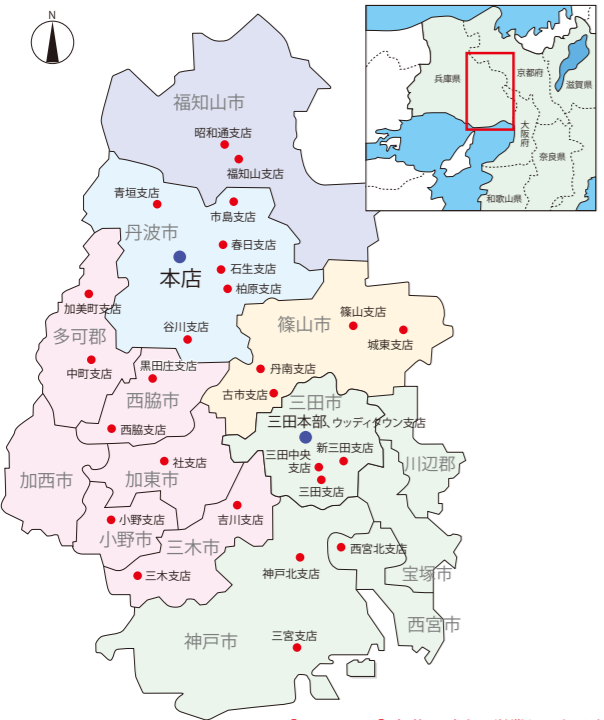 N
兵庫県
京都府
滋賀県
大阪府
奈良県
和歌山県
福知山市
昭和通支店
福知山支店
青垣支店
市島支店
丹波市
春日支店
本店
石生支店
柏原支店
加美町支店
谷川支店
篠山市
篠山支店
城東支店
多可郡
中町支店
黒田庄支店
丹南支店
西脇市
古市支店
三田市
西脇支店
三田本部、ウッディタウン支店
加西市
加東市
社支店
三田中央
支店
新三田支店
川辺郡
三田支店
小野支店
小野市
吉川支店
三木市
三木支店
神戸北支店
西宮北支店
宝塚市
神戸市
三宮支店
西宮市